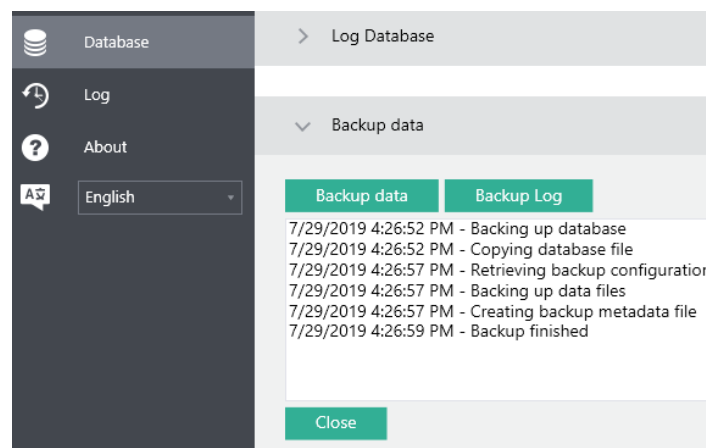 Database
Log
About
English
Log Database
Backup data
Backup data
Backup Log
7/29/2019 4:26:52 PM - Backing up database
7/29/2019 4:26:52 PM - Copying database file
7/29/2019 4:26:57 PM - Retrieving backup configuration
7/29/2019 4:26:57 PM - Backing up data files
7/29/2019 4:26:57 PM - Creating backup metadata file
7/29/2019 4:26:59 PM - Backup finished
Close